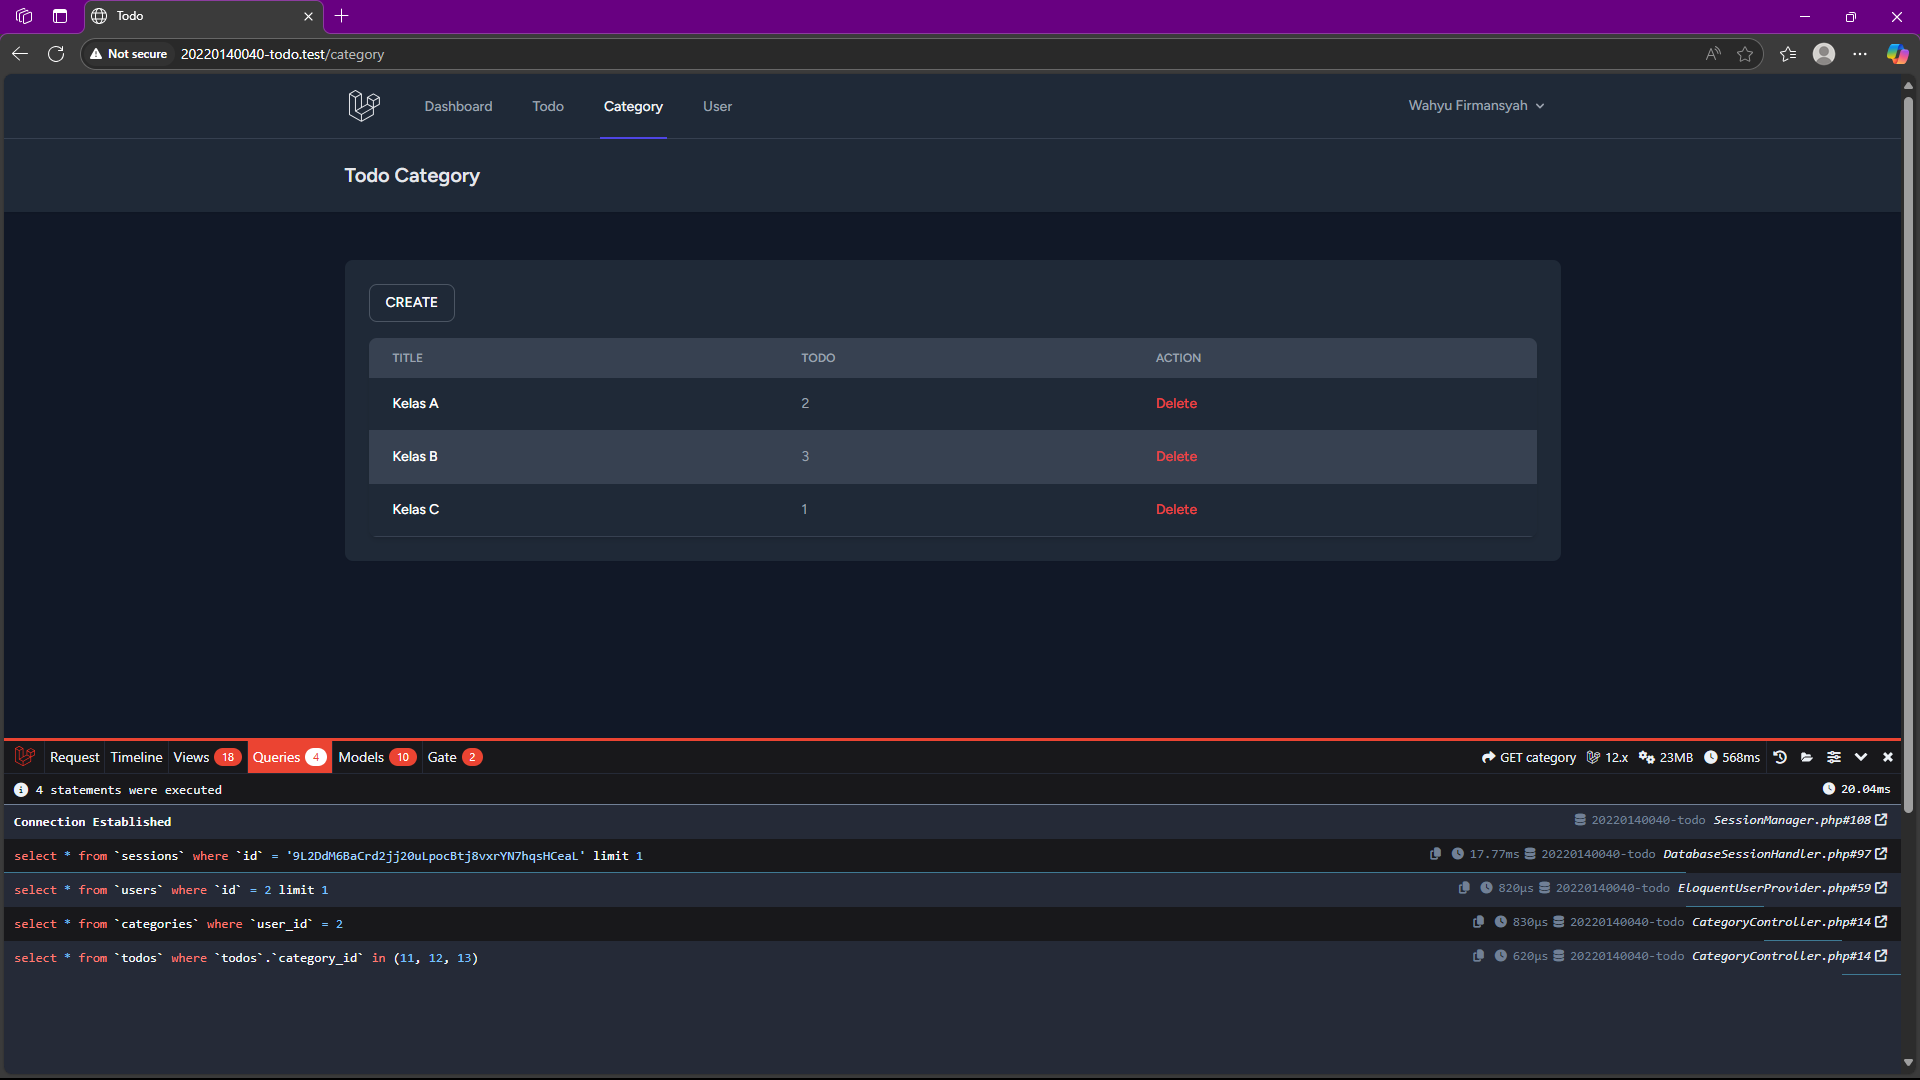 Todo
Not secure 20220140040-todo.test/category
Dashboard Todo Category User Wahyu Firmansyah
Todo Category
CREATE
TITLE TODO ACTION
Kelas A 2 Delete
Kelas B 3 Delete
Kelas C 1 Delete
Request Timeline Views 18 Queries 4 Models 10 Gate 2 GET category 12.x 23MB 568ms
4 statements were executed 20.04ms
Connection Established 20220140040-todo SessionManager.php#108
select * from `sessions` where `id` = '9L2DdM6BaCrd2jj20uLpocBtj8vxrYN7hqsHCeaL' limit 1 17.77ms 20220140040-todo DatabaseSessionHandler.php#97
select * from `users` where `id` = 2 limit 1 820μs 20220140040-todo EloquentUserProvider.php#59
select * from `categories` where `user_id` = 2 830μs 20220140040-todo CategoryController.php#14
select * from `todos` where `todos`.`category_id` in (11, 12, 13) 620μs 20220140040-todo CategoryController.php#14